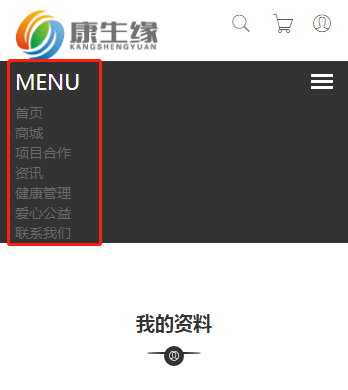 康生缘
KANGSHENGYUAN
MENU
首页
商城
项目合作
资讯
健康管理
爱心公益
联系我们
我的资料